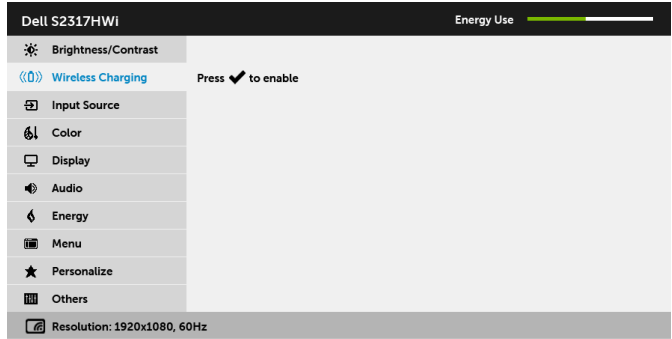 Dell S2317HWi
Energy Use
Brightness/Contrast
Wireless Charging
Press ✔ to enable
Input Source
Color
Display
Audio
Energy
Menu
Personalize
Others
Resolution: 1920x1080, 60Hz